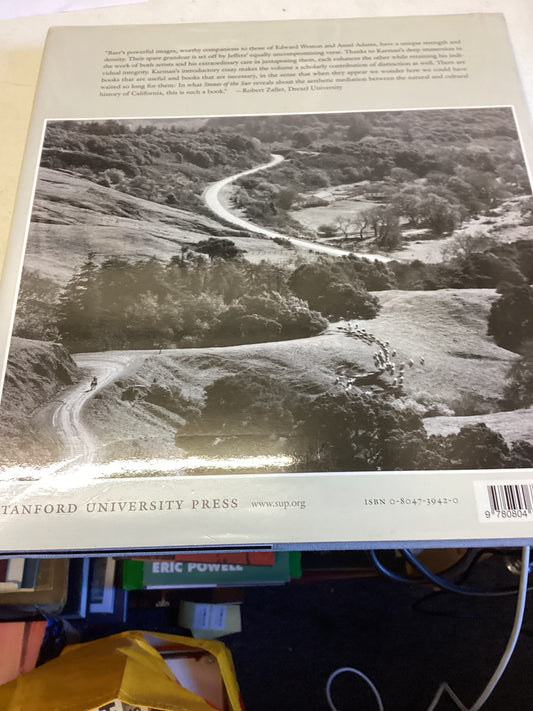 "Baer's powerful images, worthy companions to those of Edward Weston and Ansel Adams, have a unique strength and
density. Their spare grandeur is set off by Jeffers' equally uncompromising verse. Thanks to Karman's deep immersion in
the work of both artists and his extraordinary care in juxtaposing them, each enhances the other while retaining his indi-
vidual integrity. Karman's introductory essay makes the volume a scholarly contribution of distinction as well. There are
books that are useful and books that are necessary, in the sense that when they appear we wonder how we could have
waited so long for them: In what Stones of the Sur reveals about the aesthetic mediation between the natural and cultural
history of California, this is such a book." —Robert Zaller, Drexel University
TANFORD UNIVERSITY PRESS www.sup.org
ISBN 0-8047-3942-0
9 780804
ERIC POWELL